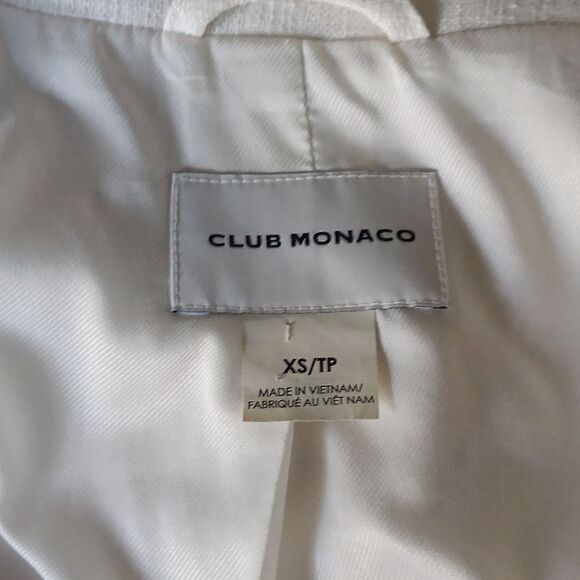 CLUB MONACO
XS/TP
MADE IN VIETNAM/
FABRIQUÉ AU VIÊT NAM